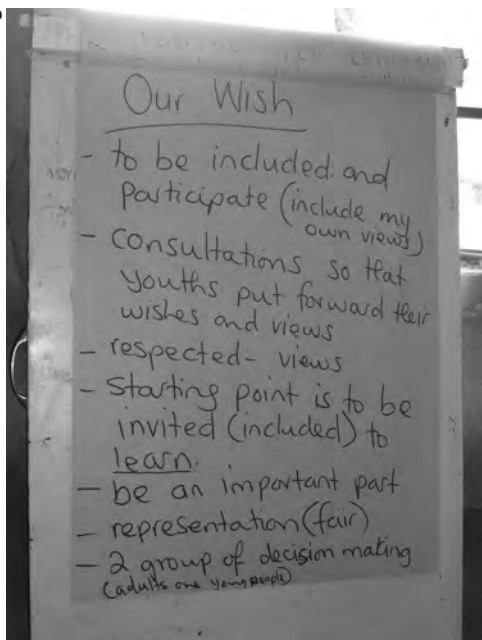 Our Wish
- to be included and
participate (include my
own views)
- Consultations so that
youths put forward their
wishes and views
- respected - views
- Starting point is to be
invited (included) to
learn.
- be an important part
- representation (fair)
- 2 group of decision making
(adults one young people)